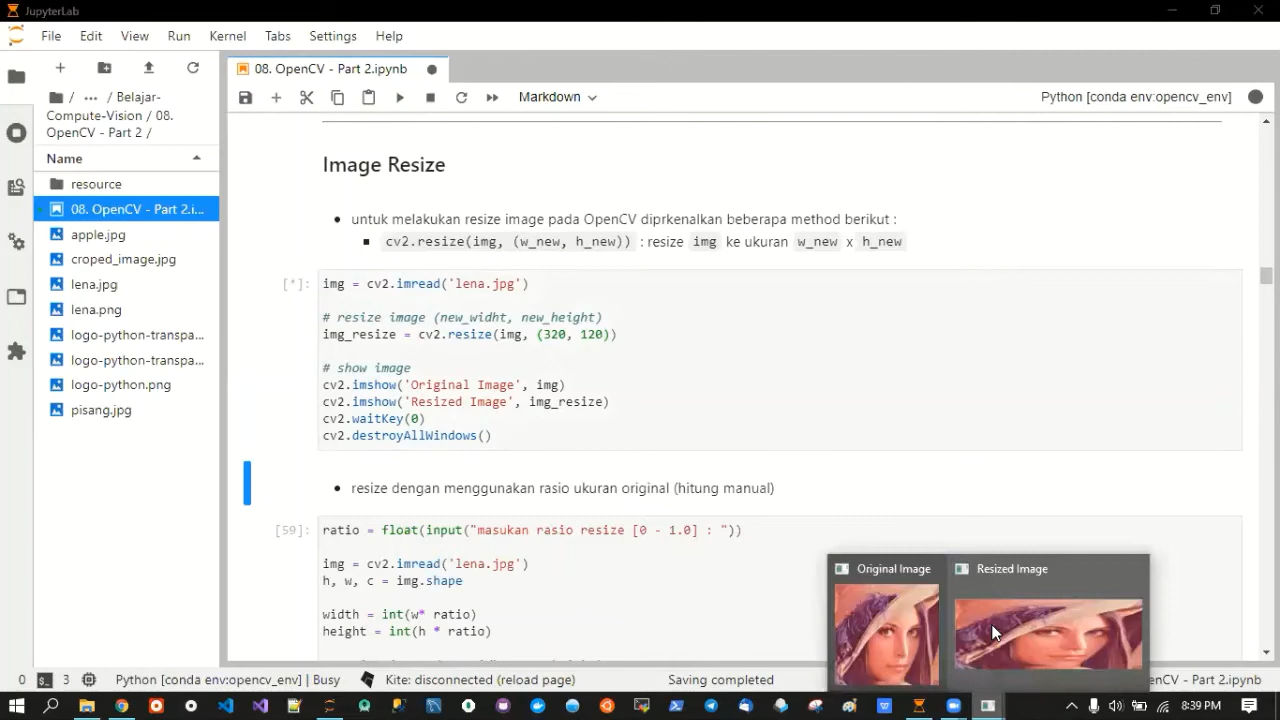 JupyterLab
File Edit View Run Kernel Tabs Settings Help
08. OpenCV - Part 2.ipynb
Markdown
Python [conda env:opencv_env]
/ ... / Belajar-
Compute-Vision / 08.
OpenCV - Part 2 /
Name
resource
08. OpenCV - Part 2.i...
apple.jpg
croped_image.jpg
lena.jpg
lena.png
logo-python-transpa...
logo-python-transpa...
logo-python.png
pisang.jpg
Image Resize
• untuk melakukan resize image pada OpenCV diprkenalkan beberapa method berikut :
▪ cv2.resize(img, (w_new, h_new)) : resize img ke ukuran w_new x h_new
[*]:
img = cv2.imread('lena.jpg')
# resize image (new_widht, new_height)
img_resize = cv2.resize(img, (320, 120))
# show image
cv2.imshow('Original Image', img)
cv2.imshow('Resized Image', img_resize)
cv2.waitKey(0)
cv2.destroyAllWindows()
• resize dengan menggunakan rasio ukuran original (hitung manual)
[59]:
ratio = float(input("masukan rasio resize [0 - 1.0] : "))
img = cv2.imread('lena.jpg')
h, w, c = img.shape
width = int(w* ratio)
height = int(h * ratio)
Original Image
Resized Image
0 3 Python [conda env:opencv_env] | Busy Kite: disconnected (reload page) Saving completed
nCV - Part 2.ipynb
8:39 PM